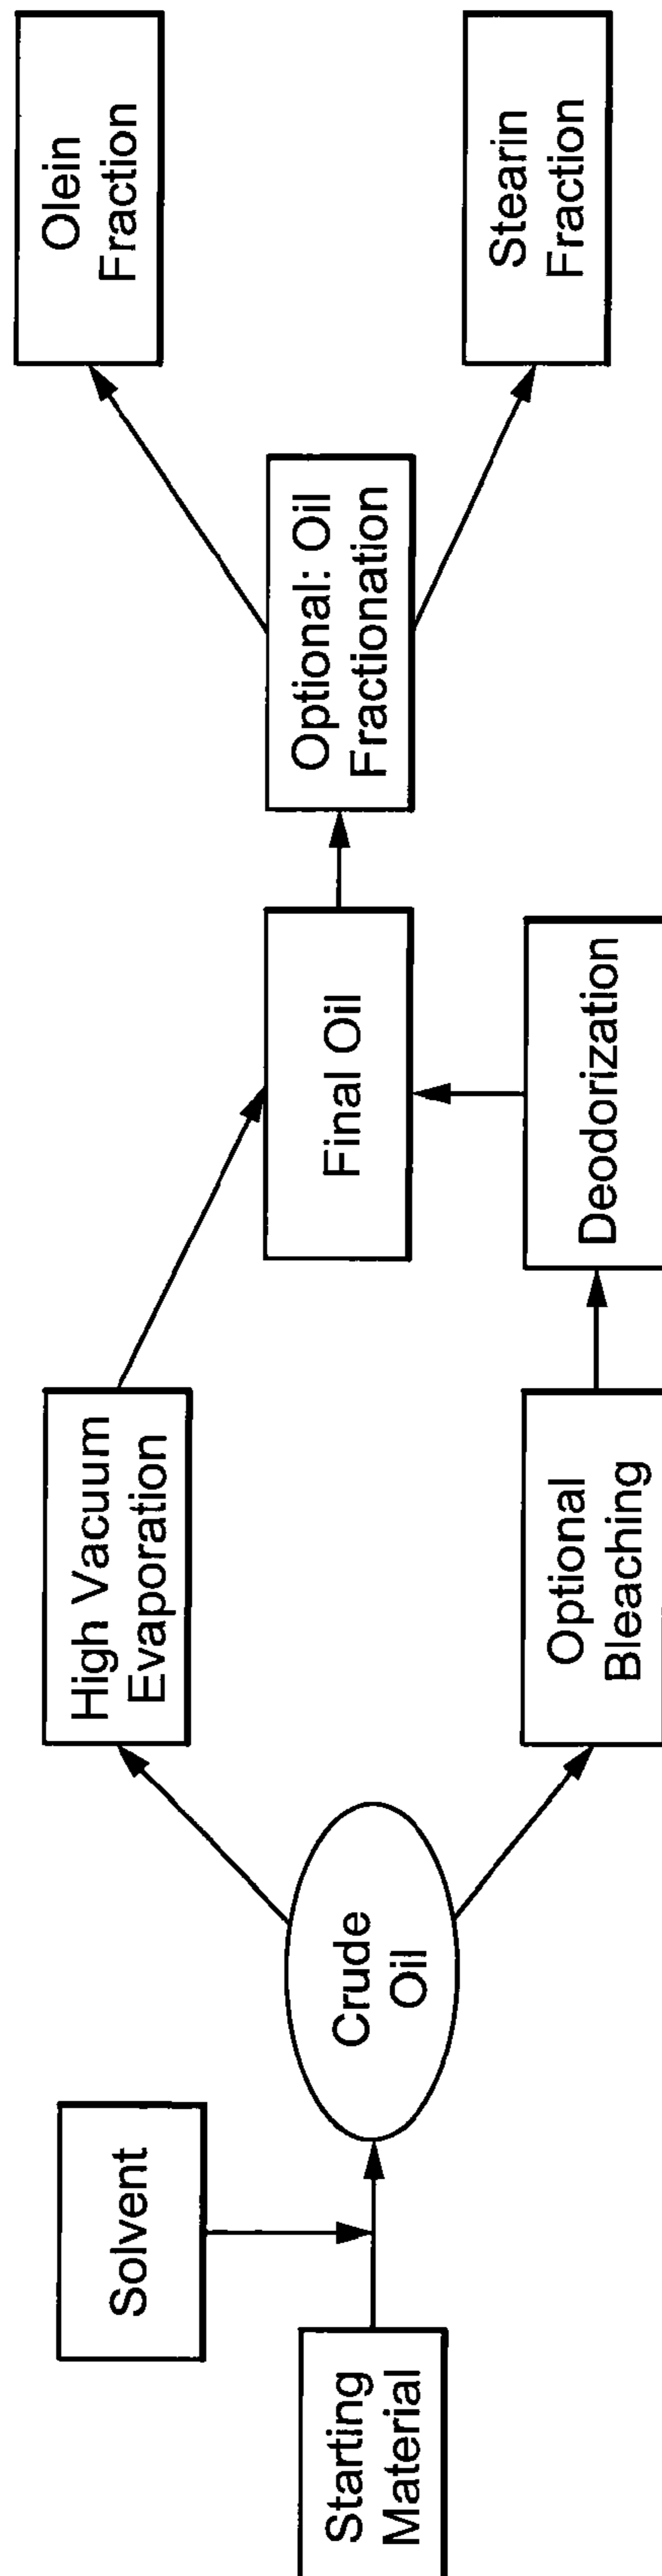 Starting
Material
Solvent
Crude
Oil
High Vacuum
Evaporation
Optional
Bleaching
Deodorization
Final Oil
Optional: Oil
Fractionation
Olein
Fraction
Stearin
Fraction